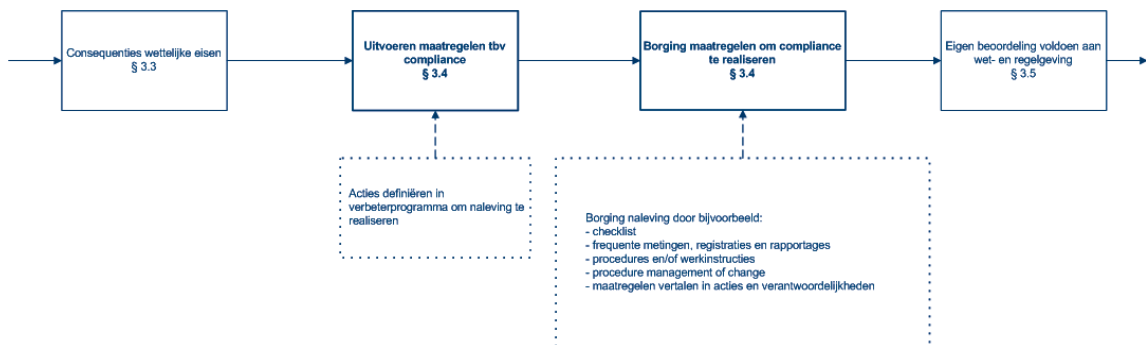 Consequenties wettelijke eisen
§ 3.3
Uitvoeren maatregelen tbv
compliance
§ 3.4
Borging maatregelen om compliance
te realiseren
§ 3.4
Eigen beoordeling voldoen aan
wet- en regelgeving
§ 3.5
Acties definiëren in
verbeterprogramma om naleving te
realiseren
Borging naleving door bijvoorbeeld:
- checklist
- frequente metingen, registraties en rapportages
- procedures en/of werkinstructies
- procedure management of change
- maatregelen vertalen in acties en verantwoordelijkheden